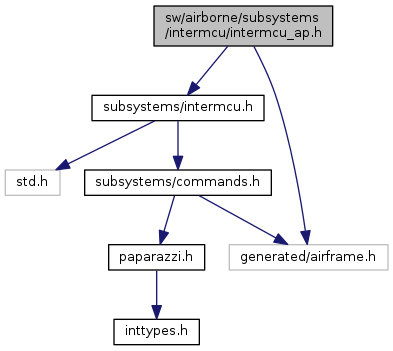 sw/airborne/subsystems
/intermcu/intermcu_ap.h
subsystems/intermcu.h
std.h
subsystems/commands.h
paparazzi.h
generated/airframe.h
inttypes.h